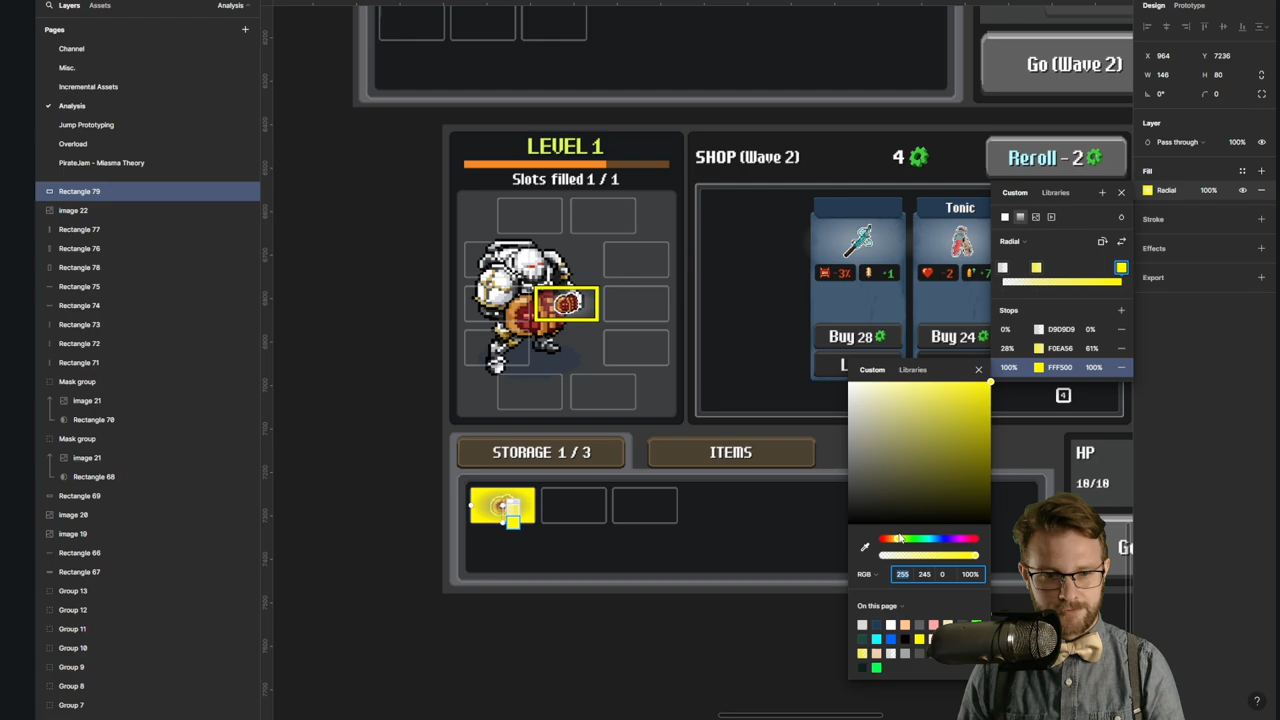 Layers Assets Analysis
Pages
Channel
Misc.
Incremental Assets
Analysis
Jump Prototyping
Overload
PirateJam - Miasma Theory
Rectangle 79
image 22
Rectangle 77
Rectangle 76
Rectangle 78
Rectangle 75
Rectangle 74
Rectangle 73
Rectangle 72
Rectangle 71
Mask group
image 21
Rectangle 70
Mask group
image 21
Rectangle 68
Rectangle 69
image 20
image 19
Rectangle 66
Rectangle 67
Group 13
Group 12
Group 11
Group 10
Group 9
Group 8
Group 7
Go (Wave 2)
LEVEL 1
Slots filled 1 / 1
SHOP (Wave 2)
4
Reroll - 2
Tonic
-3% +1
-2 +7
Buy 28
Buy 24
L
4
STORAGE 1 / 3
ITEMS
HP
10/10
Go
Custom Libraries
Radial
Stops
0% D9D9D9 0%
28% F0EA56 61%
100% FFF500 100%
Custom Libraries
RGB 255 245 0 100%
On this page
Design Prototype
X 964 Y 7236
W 146 H 80
0° 0
Layer
Pass through 100%
Fill
Radial 100%
Stroke
Effects
Export
?